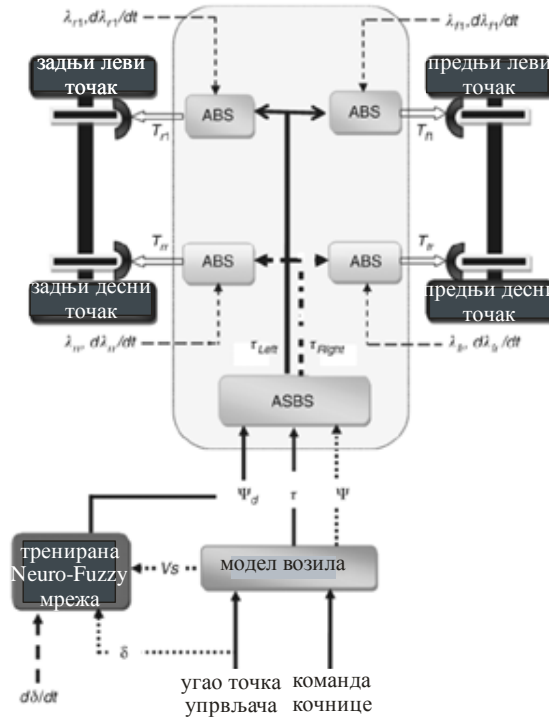 λr1, dλr1/dt
λf1, dλf1/dt
задњи леви
точак
предњи леви
точак
ABS
ABS
Tr1
Tf1
Trr
Tfr
ABS
ABS
задњи десни
точак
предњи десни
точак
λrr, dλrr/dt
τLeft
τRight
λfr, dλfr/dt
ASBS
Ψd
τ
Ψ
тренирана
Neuro-Fuzzy
мрежа
Vs
модел возила
δ
dδ/dt
угао точка
упрвљача
команда
кочнице